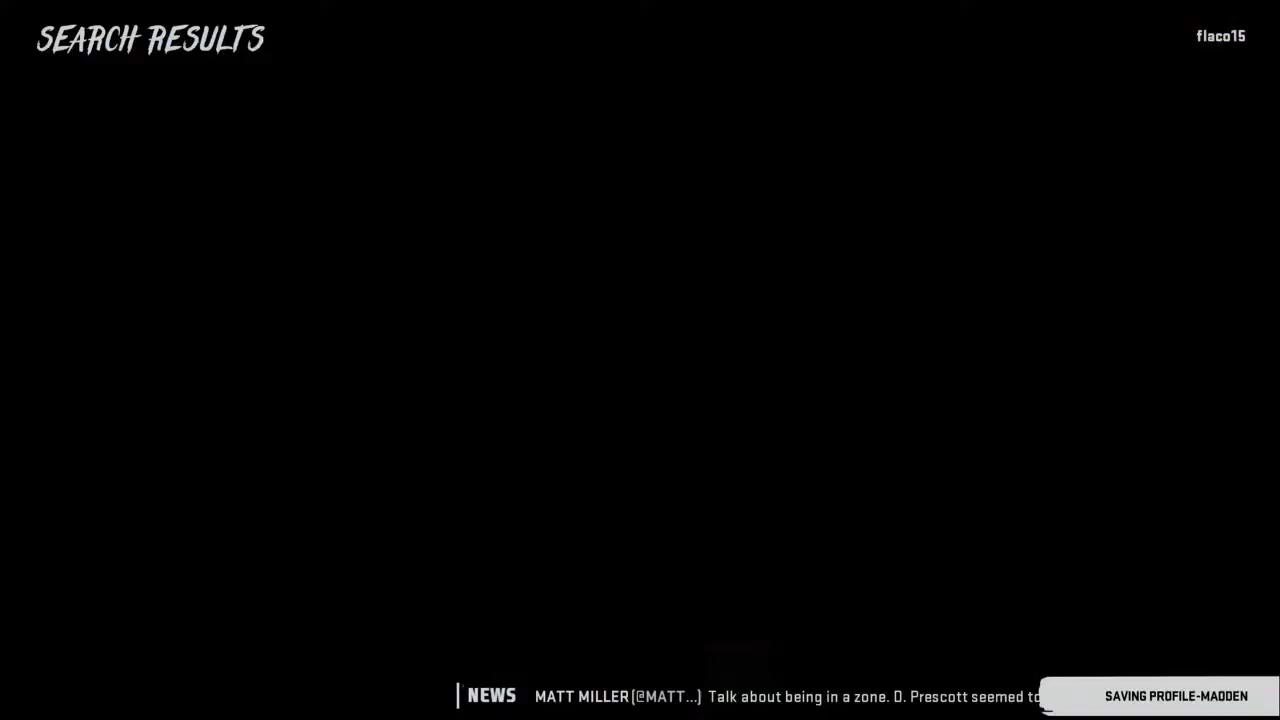 SEARCH RESULTS
flaco15
NEWS MATT MILLER(@MATT...) Talk about being in a zone. D. Prescott seemed to
SAVING PROFILE-MADDEN